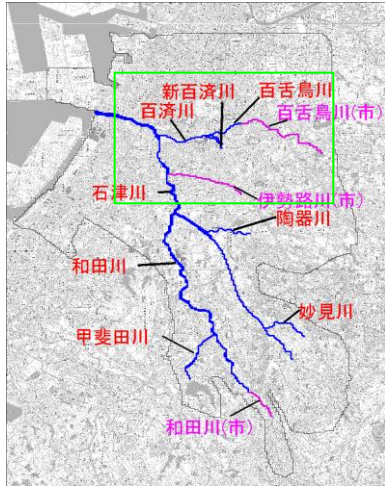 新百済川
百舌鳥川
百済川
百舌鳥川(市)
石津川
伊勢路川(市)
陶器川
和田川
妙見川
甲斐田川
和田川(市)